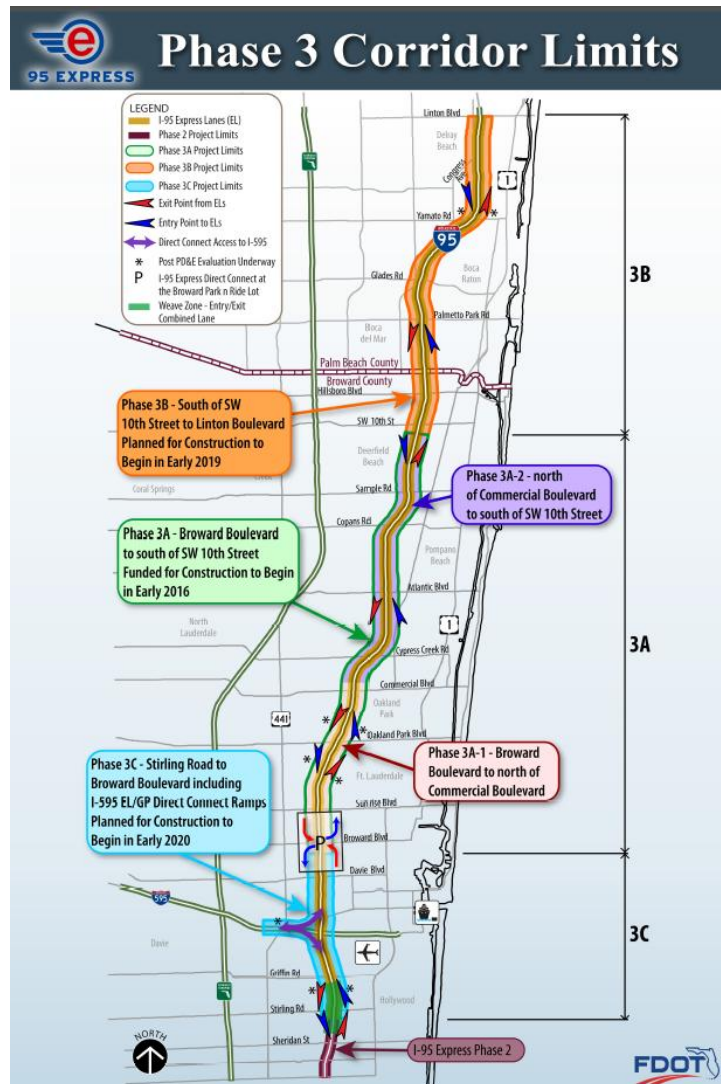 e
95 EXPRESS
Phase 3 Corridor Limits
LEGEND
I-95 Express Lanes (EL)
Phase 2 Project Limits
Phase 3A Project Limits
Phase 3B Project Limits
Phase 3C Project Limits
Exit Point from ELs
Entry Point to ELs
Direct Connect Access to I-595
* Post PD&E Evaluation Underway
P I-95 Express Direct Connect at
the Broward Park n Ride Lot
Weave Zone - Entry/Exit
Combined Lane
Linton Blvd
Delray
Beach
Congress
Ave
1
Yamato Rd
*
*
95
Glades Rd
Boca
Raton
3B
Palmetto Park Rd
Boca
del Mar
Palm Beach County
Broward County
Hillsboro Blvd
Phase 3B - South of SW
10th Street to Linton Boulevard
Planned for Construction to
Begin in Early 2019
SW 10th St
Deerfield
Beach
Coral Springs
Sample Rd
Phase 3A-2 - north
of Commercial Boulevard
to south of SW 10th Street
Copans Rd
Phase 3A - Broward Boulevard
to south of SW 10th Street
Funded for Construction to Begin
in Early 2016
Pompano
Beach
Atlantic Blvd
North
Lauderdale
1
3A
Cypress Creek Rd
Commercial Blvd
Oakland
Park
441
*
*
Oakland Park Blvd
Phase 3A-1 - Broward
Boulevard to north of
Commercial Boulevard
*
*
Ft. Lauderdale
Phase 3C - Stirling Road to
Broward Boulevard including
I-595 EL/GP Direct Connect Ramps
Planned for Construction to
Begin in Early 2020
Sunrise Blvd
P
Broward Blvd
Davie Blvd
595
*
Davie
3C
Griffin Rd
*
*
Hollywood
Stirling Rd
Sheridan St
NORTH
I-95 Express Phase 2
FDOT